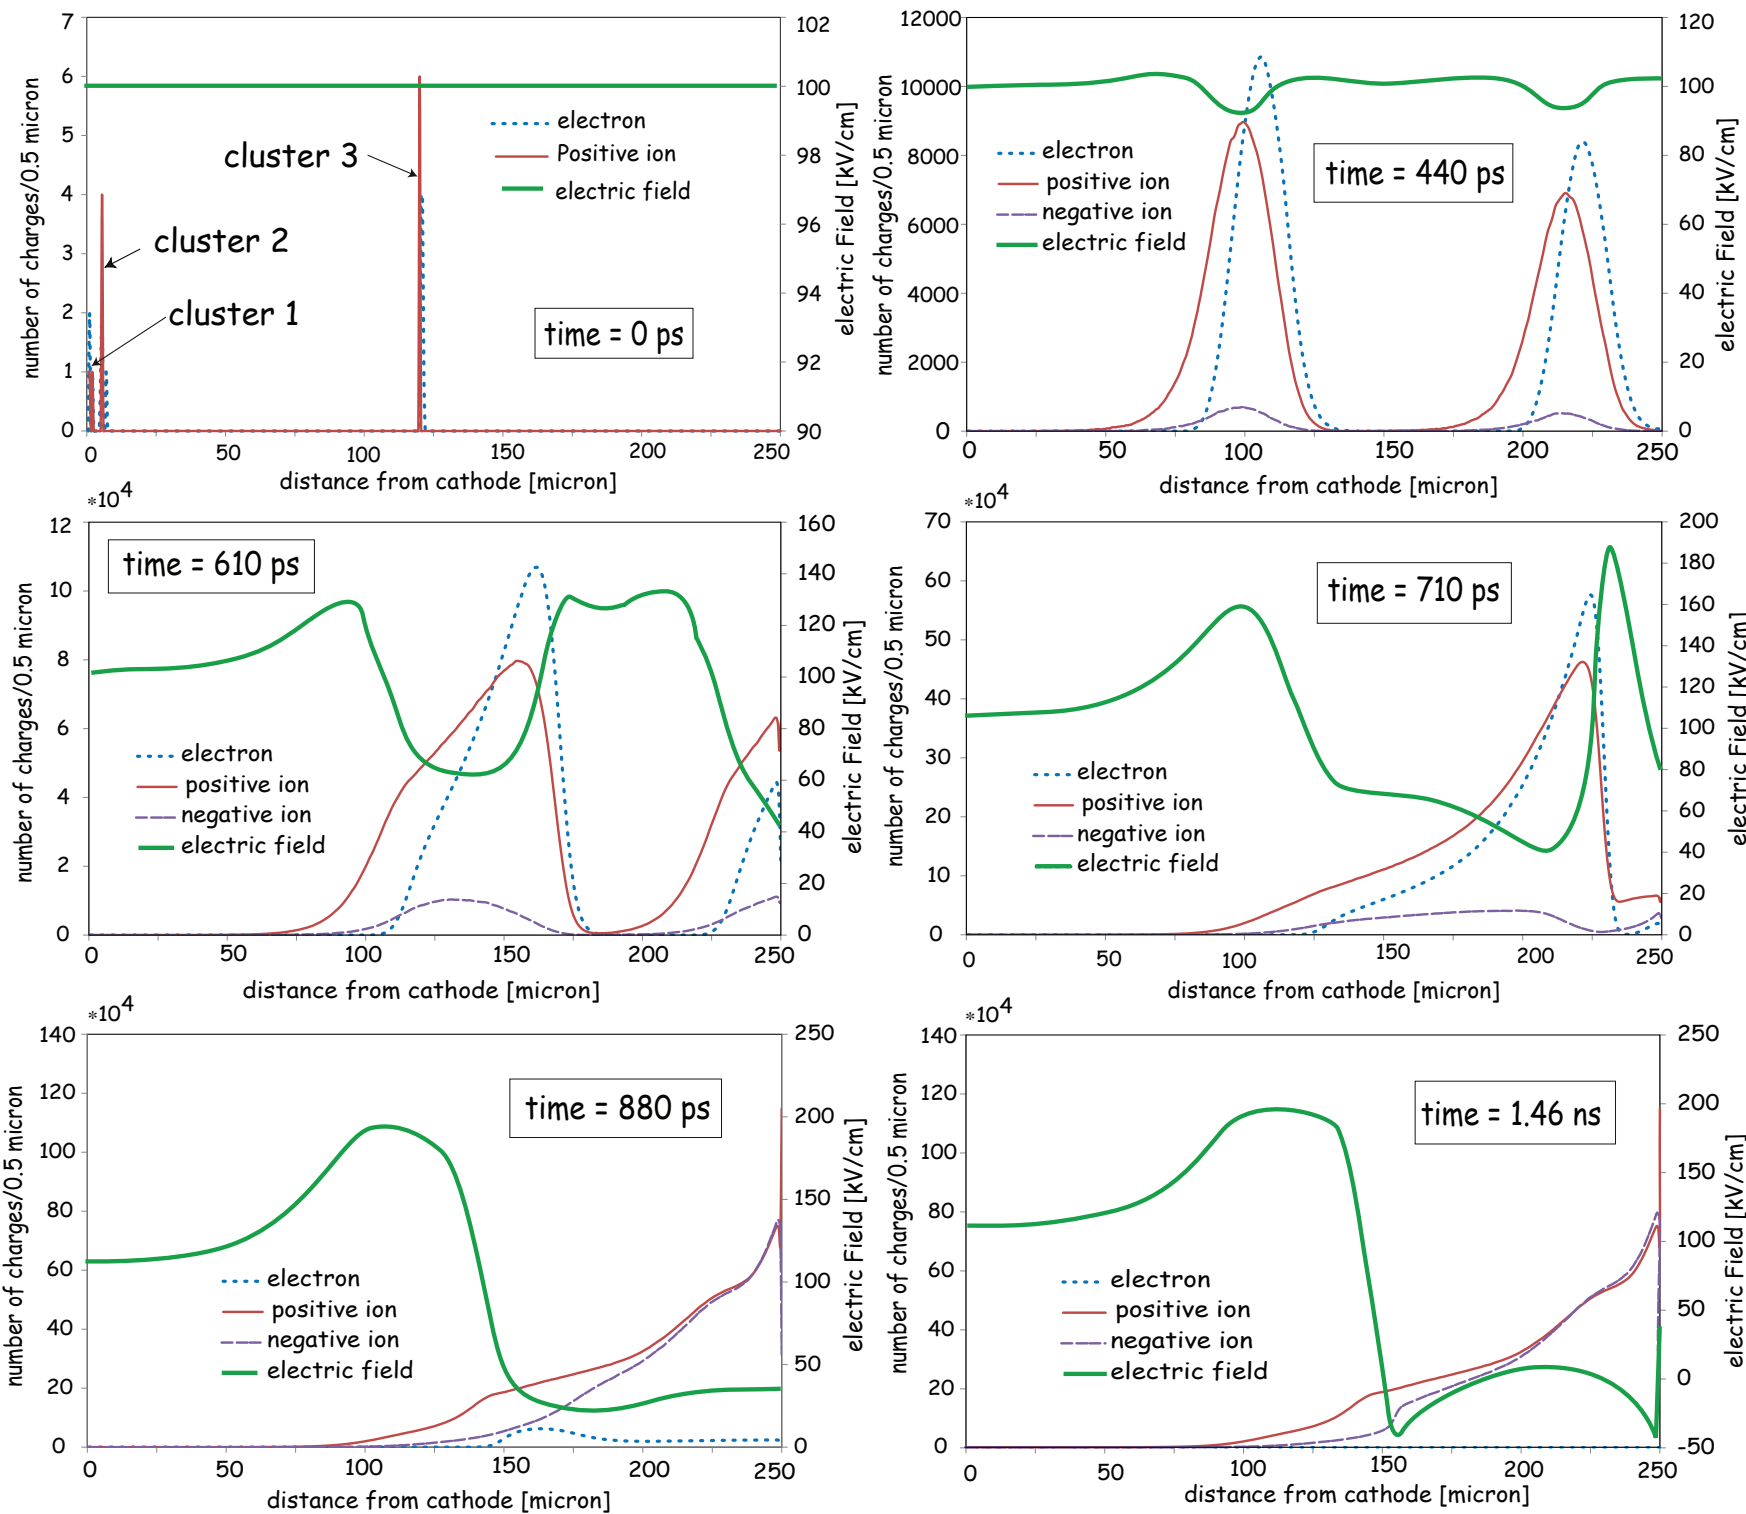 7
6
5
4
3
2
1
0
102
100
98
96
94
92
90
0
50
100
150
200
250
number of charges/0.5 micron
electric Field [kV/cm]
distance from cathode [micron]
electron
Positive ion
electric field
cluster 3
cluster 2
cluster 1
time = 0 ps
12000
10000
8000
6000
4000
2000
0
120
100
80
60
40
20
0
0
50
100
150
200
250
number of charges/0.5 micron
electric Field [kV/cm]
distance from cathode [micron]
electron
positive ion
negative ion
electric field
time = 440 ps
*10^4
12
10
8
6
4
2
0
160
140
120
100
80
60
40
20
0
0
50
100
150
200
250
number of charges/0.5 micron
electric Field [kV/cm]
distance from cathode [micron]
time = 610 ps
electron
positive ion
negative ion
electric field
*10^4
70
60
50
40
30
20
10
0
200
180
160
140
120
100
80
60
40
20
0
0
50
100
150
200
250
number of charges/0.5 micron
electric Field [kV/cm]
distance from cathode [micron]
time = 710 ps
electron
positive ion
negative ion
electric field
*10^4
140
120
100
80
60
40
20
0
250
200
150
100
50
0
0
50
100
150
200
250
number of charges/0.5 micron
electric Field [kV/cm]
distance from cathode [micron]
time = 880 ps
electron
positive ion
negative ion
electric field
*10^4
140
120
100
80
60
40
20
0
250
200
150
100
50
0
-50
0
50
100
150
200
250
number of charges/0.5 micron
electric Field [kV/cm]
distance from cathode [micron]
time = 1.46 ns
electron
positive ion
negative ion
electric field